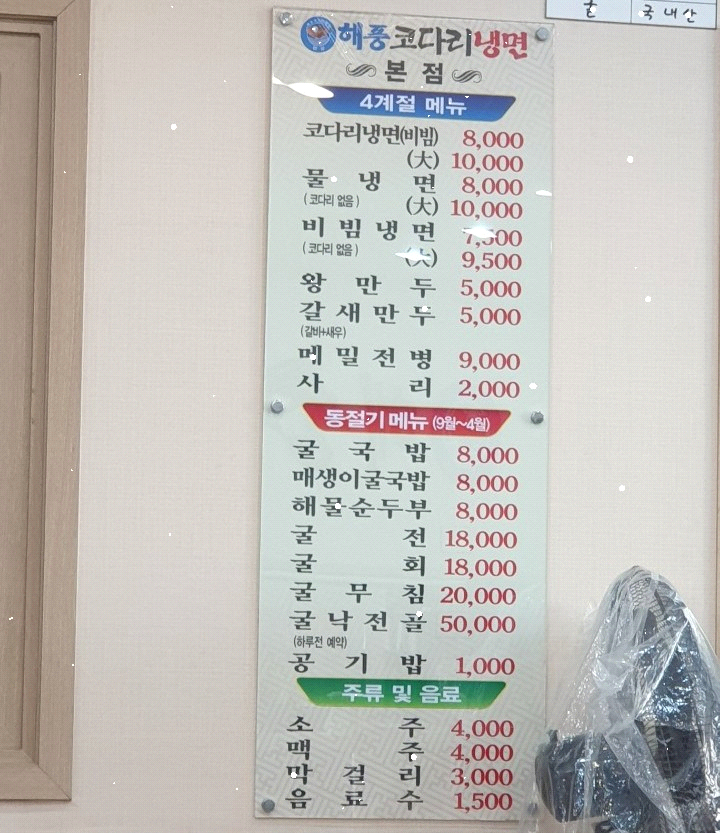 굴 국내산
해풍코다리냉면
본점
4계절 메뉴
코다리냉면(비빔) 8,000
(大) 10,000
물 냉 면 8,000
(코다리 없음) (大) 10,000
비 빔 냉 면 7,500
(코다리 없음) (大) 9,500
왕 만 두 5,000
갈 새 만 두 5,000
(갈비+새우)
메 밀 전 병 9,000
사 리 2,000
동절기 메뉴 (9월~4월)
굴 국 밥 8,000
매생이굴국밥 8,000
해물순두부 8,000
굴 전 18,000
굴 회 18,000
굴 무 침 20,000
굴 낙 전 골 50,000
(하루전 예약)
공 기 밥 1,000
주류 및 음료
소 주 4,000
맥 주 4,000
막 걸 리 3,000
음 료 수 1,500